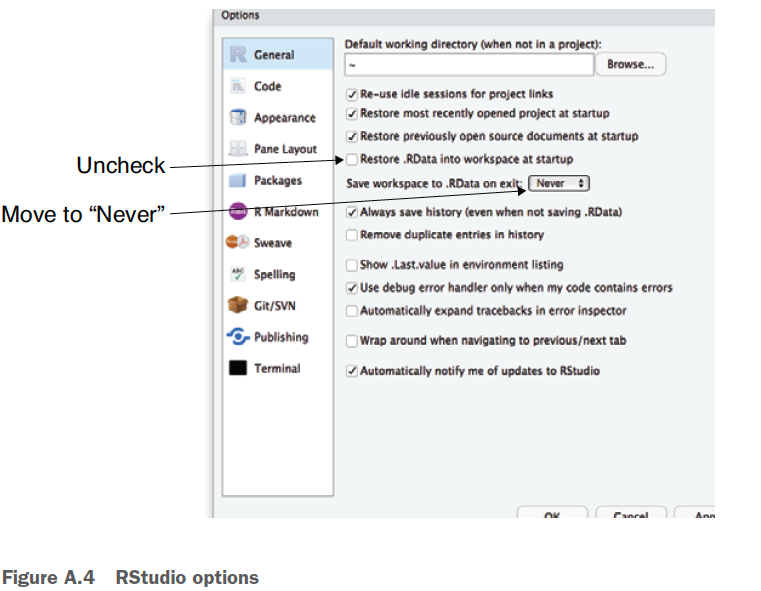 Options
General
Code
Appearance
Pane Layout
Packages
R Markdown
Sweave
Spelling
Git/SVN
Publishing
Terminal
Default working directory (when not in a project):
~
Browse...
Re-use idle sessions for project links
Restore most recently opened project at startup
Restore previously open source documents at startup
Restore .RData into workspace at startup
Save workspace to .RData on exit: Never
Always save history (even when not saving .RData)
Remove duplicate entries in history
Show .Last.value in environment listing
Use debug error handler only when my code contains errors
Automatically expand tracebacks in error inspector
Wrap around when navigating to previous/next tab
Automatically notify me of updates to RStudio
OK Cancel
Uncheck
Move to “Never”
Figure A.4 RStudio options